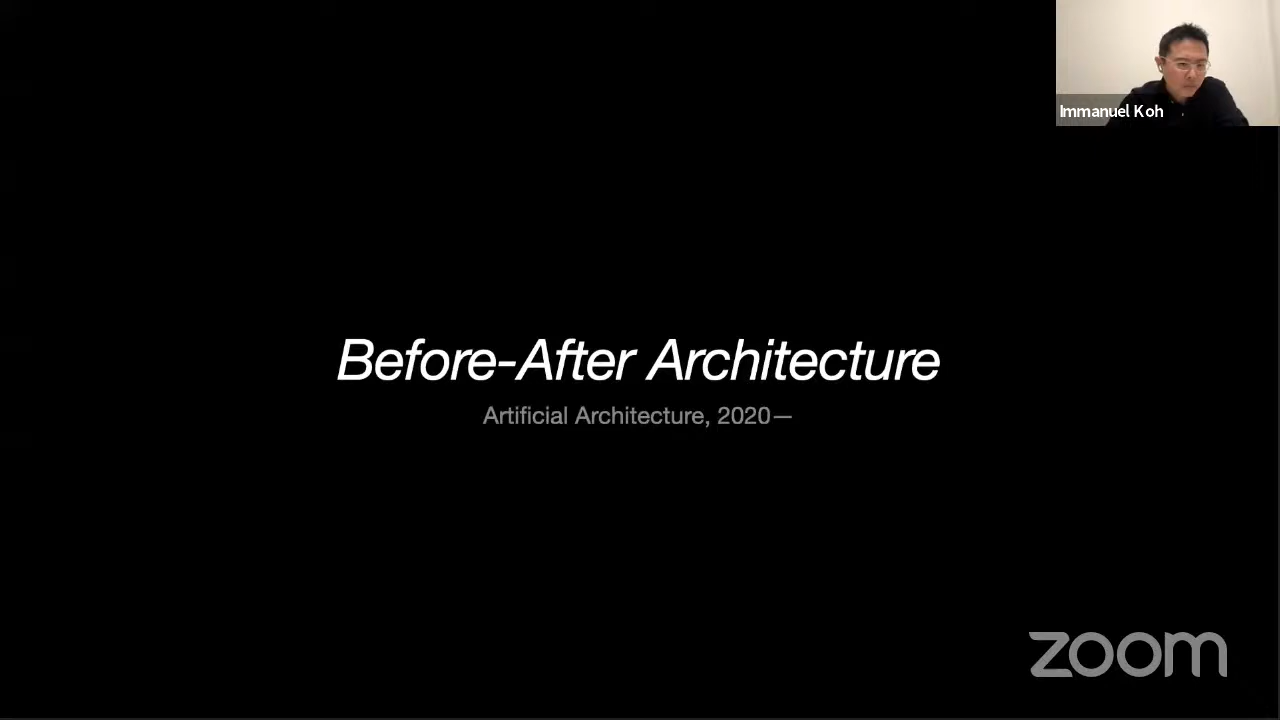 Immanuel Koh
Before-After Architecture
Artificial Architecture, 2020—
zoom